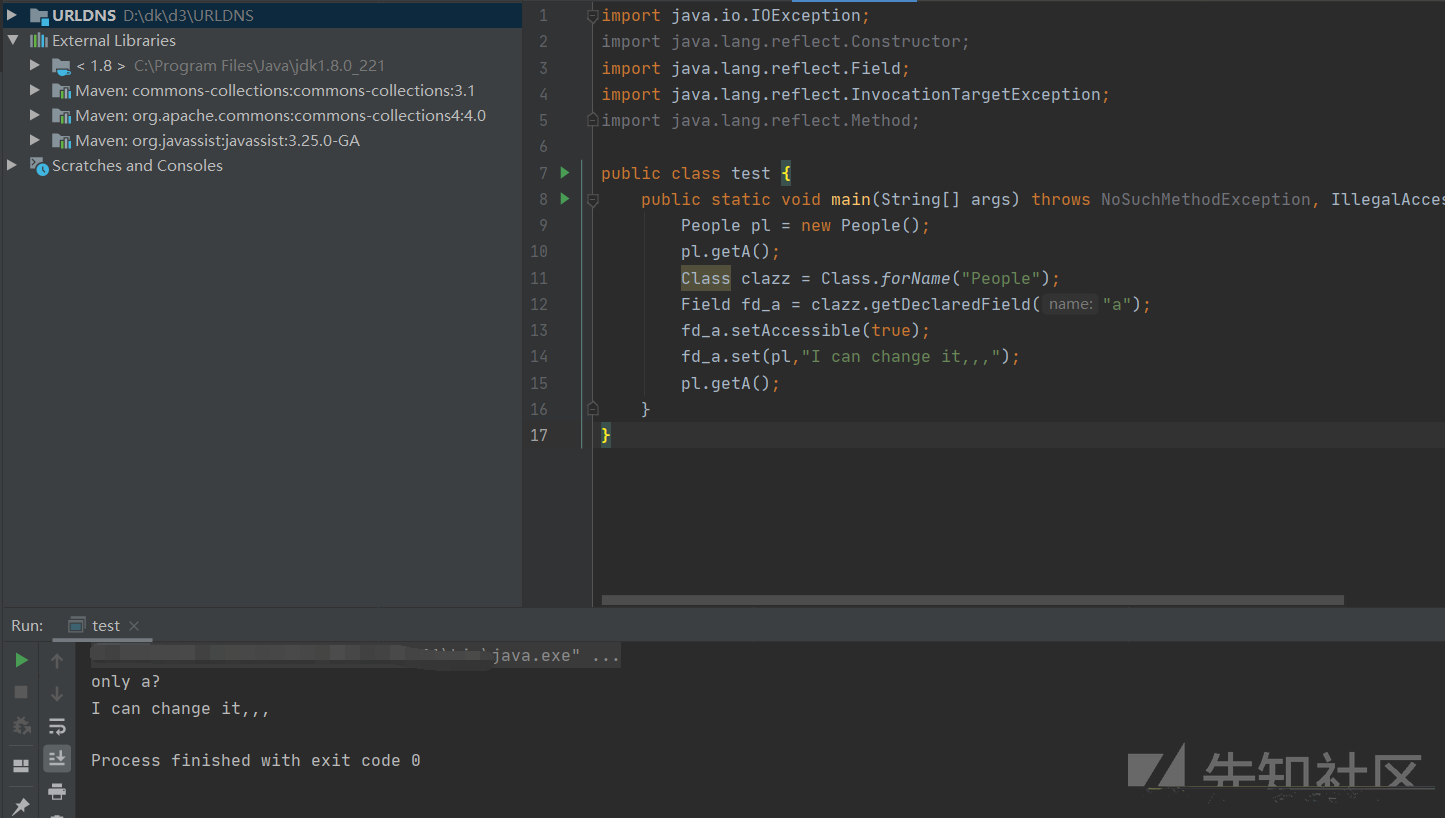 URLDNS D:\dk\d3\URLDNS
External Libraries
< 1.8 > C:\Program Files\Java\jdk1.8.0_221
Maven: commons-collections:commons-collections:3.1
Maven: org.apache.commons:commons-collections4:4.0
Maven: org.javassist:javassist:3.25.0-GA
Scratches and Consoles
1 import java.io.IOException;
2 import java.lang.reflect.Constructor;
3 import java.lang.reflect.Field;
4 import java.lang.reflect.InvocationTargetException;
5 import java.lang.reflect.Method;
6
7 public class test {
8 public static void main(String[] args) throws NoSuchMethodException, IllegalAcces
9 People pl = new People();
10 pl.getA();
11 Class clazz = Class.forName("People");
12 Field fd_a = clazz.getDeclaredField( name: "a");
13 fd_a.setAccessible(true);
14 fd_a.set(pl,"I can change it,,,");
15 pl.getA();
16 }
17 }
Run: test
\java.exe" ...
only a?
I can change it,,,
Process finished with exit code 0
先知社区